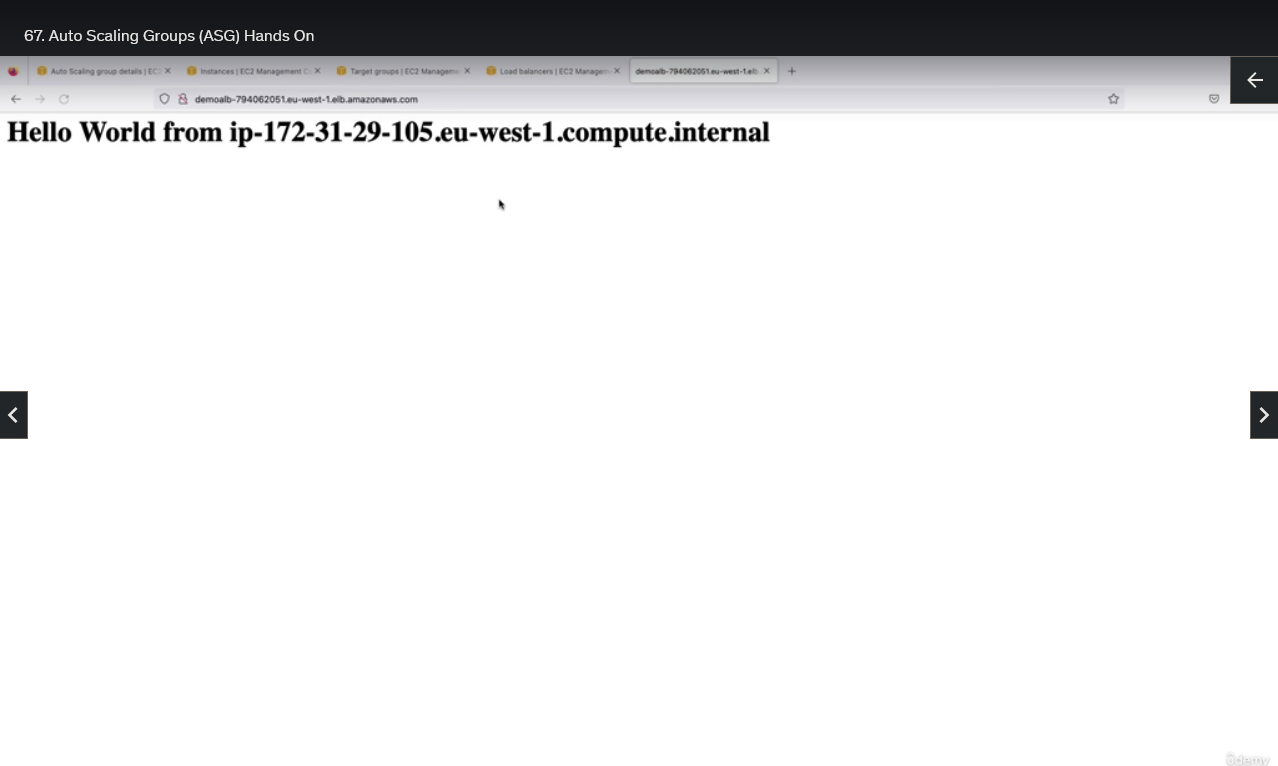 67. Auto Scaling Groups (ASG) Hands On
Auto Scaling group details | EC2
Instances | EC2 Management C
Target groups | EC2 Manageme
Load balancers | EC2 Managem
demoalb-794062051.eu-west-1.elb.
demoalb-794062051.eu-west-1.elb.amazonaws.com
Hello World from ip-172-31-29-105.eu-west-1.compute.internal
ûdemy